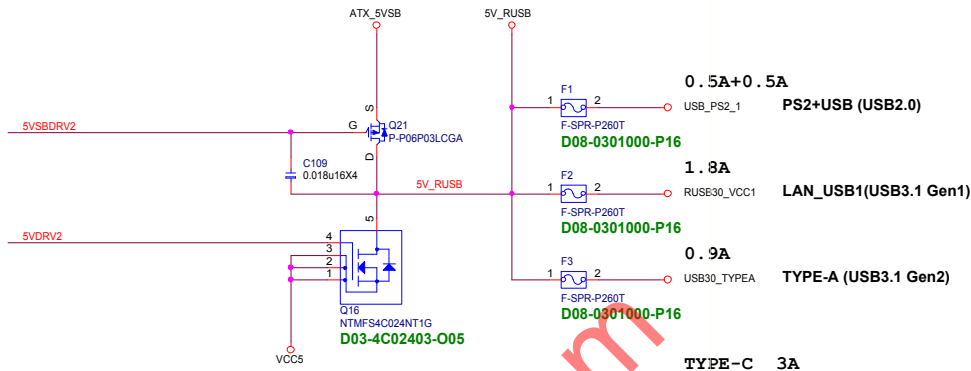 ATX_5VSB
5V_RUSB
0.5A+0.5A
F1
1
2
USB_PS2_1
PS2+USB (USB2.0)
F-SPR-P260T
D08-0301000-P16
S
5VSBDRV2
G
Q21
P-P06P03LCGA
D
C109
0.018u16X4
5V_RUSB
1.8A
F2
1
2
RUSB30_VCC1
LAN_USB1(USB3.1 Gen1)
F-SPR-P260T
D08-0301000-P16
5
5VDRV2
4
3
2
1
0.9A
F3
1
2
USB30_TYPEA
TYPE-A (USB3.1 Gen2)
F-SPR-P260T
D08-0301000-P16
Q16
NTMFS4C024NT1G
D03-4C02403-O05
VCC5
m
TYPE-C 3A